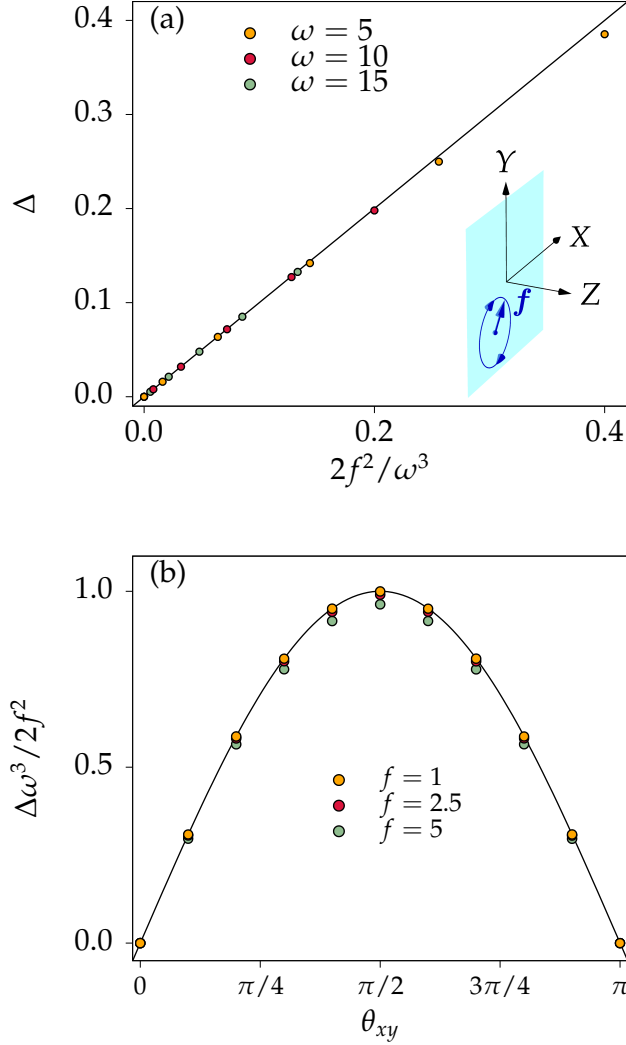 (a)
ω = 5
ω = 10
ω = 15
0.4
0.3
0.2
0.1
0.0
Δ
Y
X
Z
f
0.0 0.2 0.4
2f²/ω³
(b)
1.0
0.5
0.0
Δω³/2f²
f = 1
f = 2.5
f = 5
0 π/4 π/2 3π/4 π
θxy